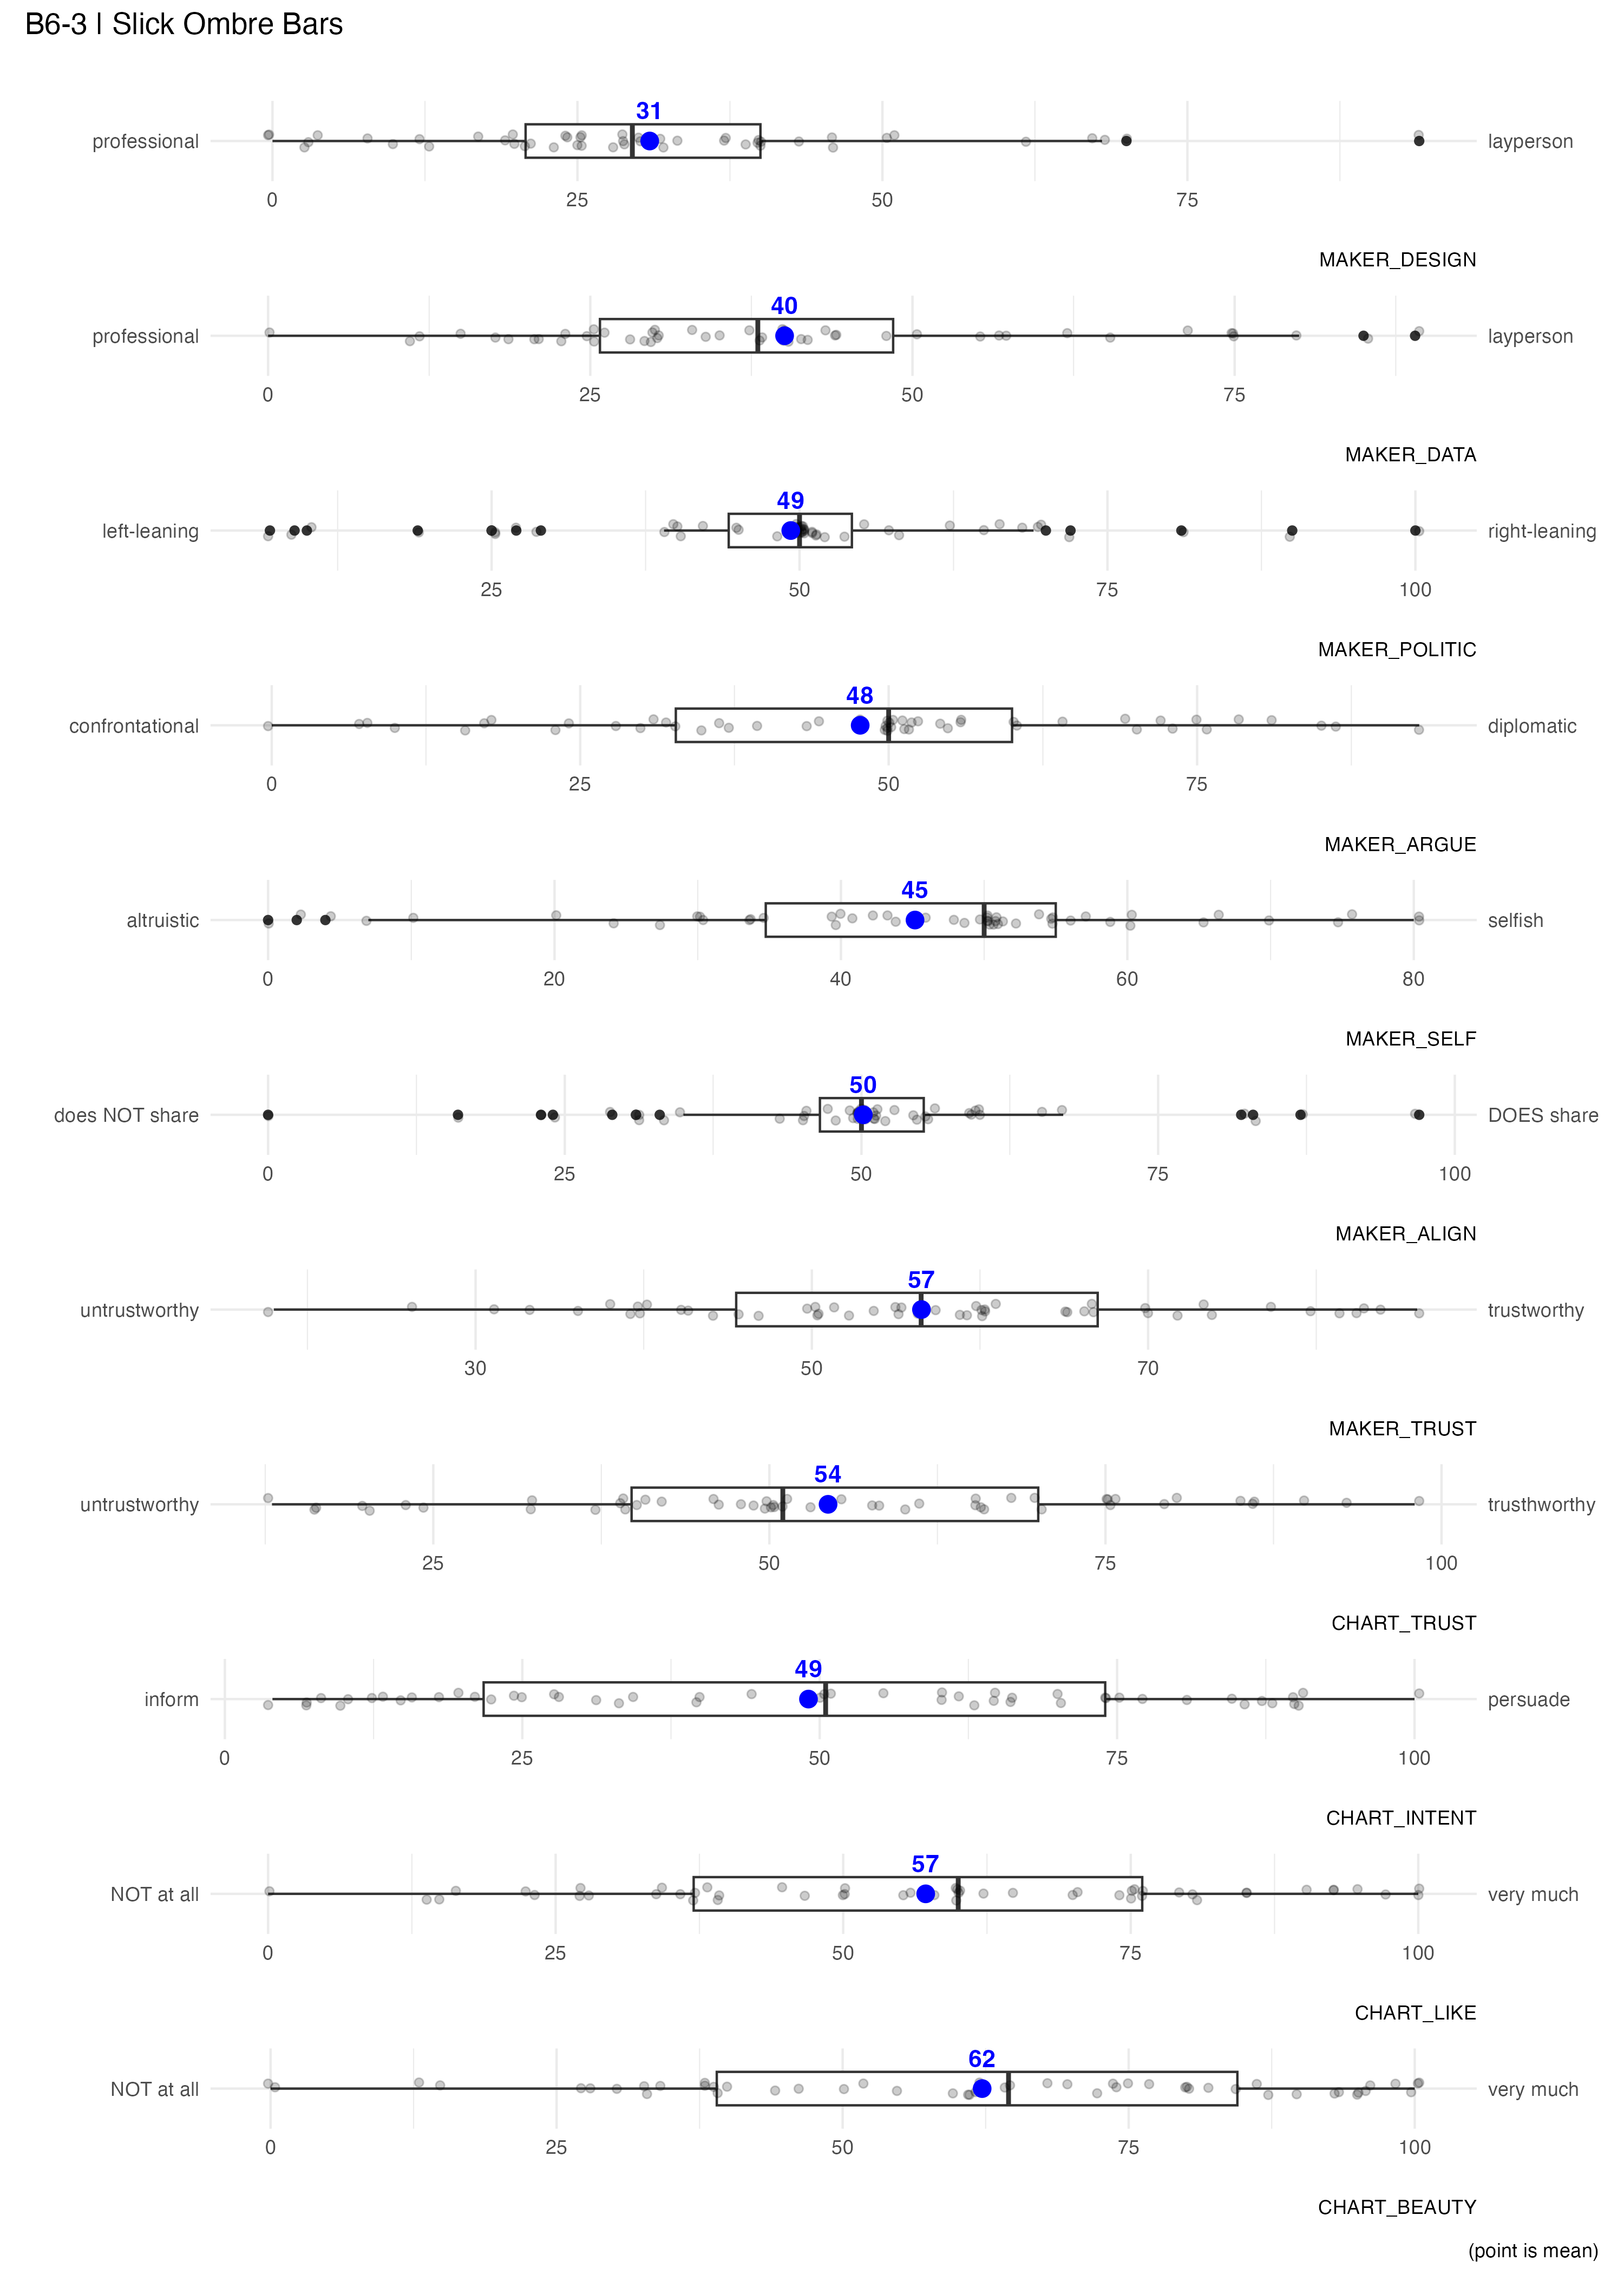 B6-3 | Slick Ombre Bars
31
professional layperson
0 25 50 75
MAKER_DESIGN
40
professional layperson
0 25 50 75
MAKER_DATA
49
left-leaning right-leaning
25 50 75 100
MAKER_POLITIC
48
confrontational diplomatic
0 25 50 75
MAKER_ARGUE
45
altruistic selfish
0 20 40 60 80
MAKER_SELF
50
does NOT share DOES share
0 25 50 75 100
MAKER_ALIGN
57
untrustworthy trustworthy
30 50 70
MAKER_TRUST
54
untrustworthy trusthworthy
25 50 75 100
CHART_TRUST
49
inform persuade
0 25 50 75 100
CHART_INTENT
57
NOT at all very much
0 25 50 75 100
CHART_LIKE
62
NOT at all very much
0 25 50 75 100
CHART_BEAUTY
(point is mean)